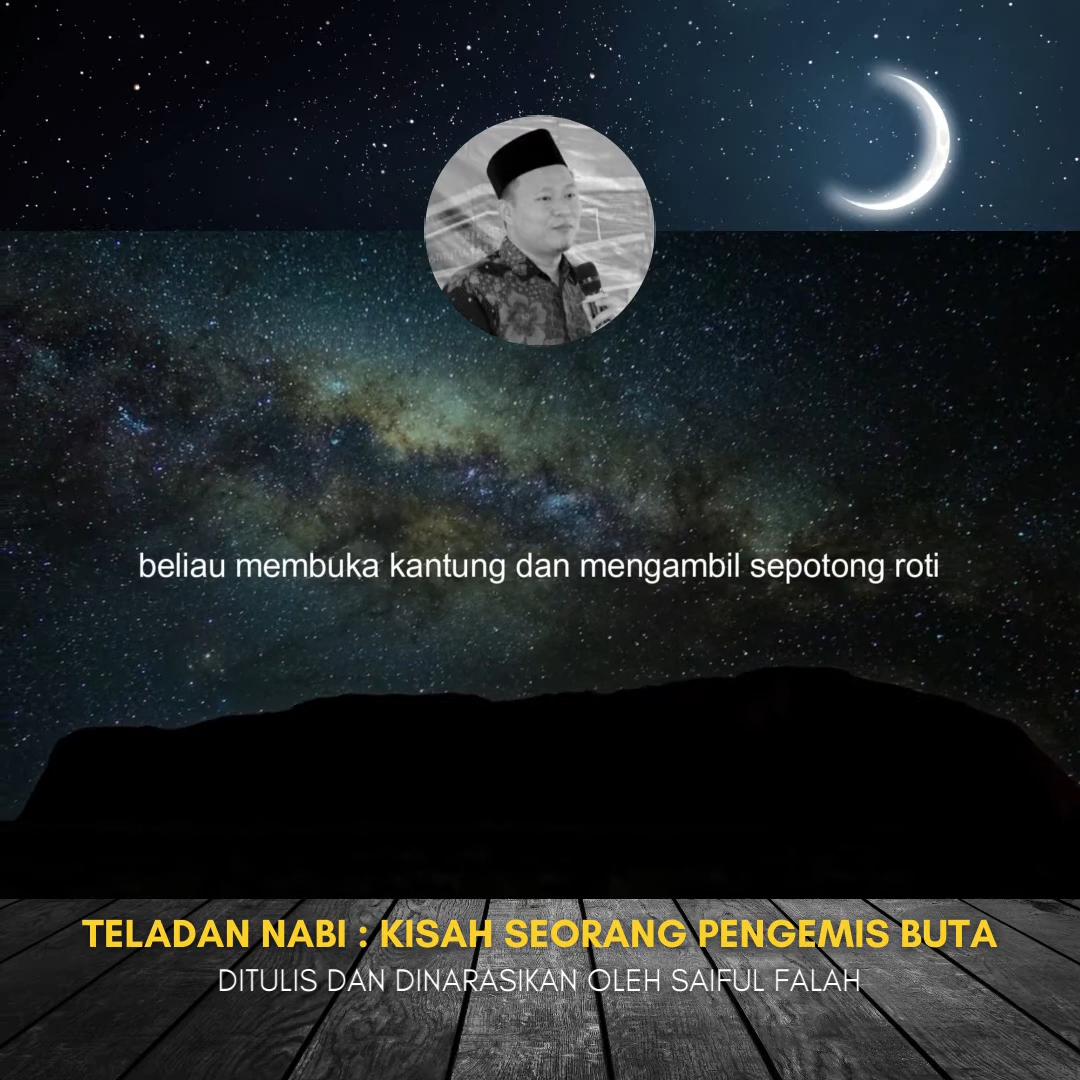 beliau membuka kantung dan mengambil sepotong roti
TELADAN NABI : KISAH SEORANG PENGEMIS BUTA
DITULIS DAN DINARASIKAN OLEH SAIFUL FALAH